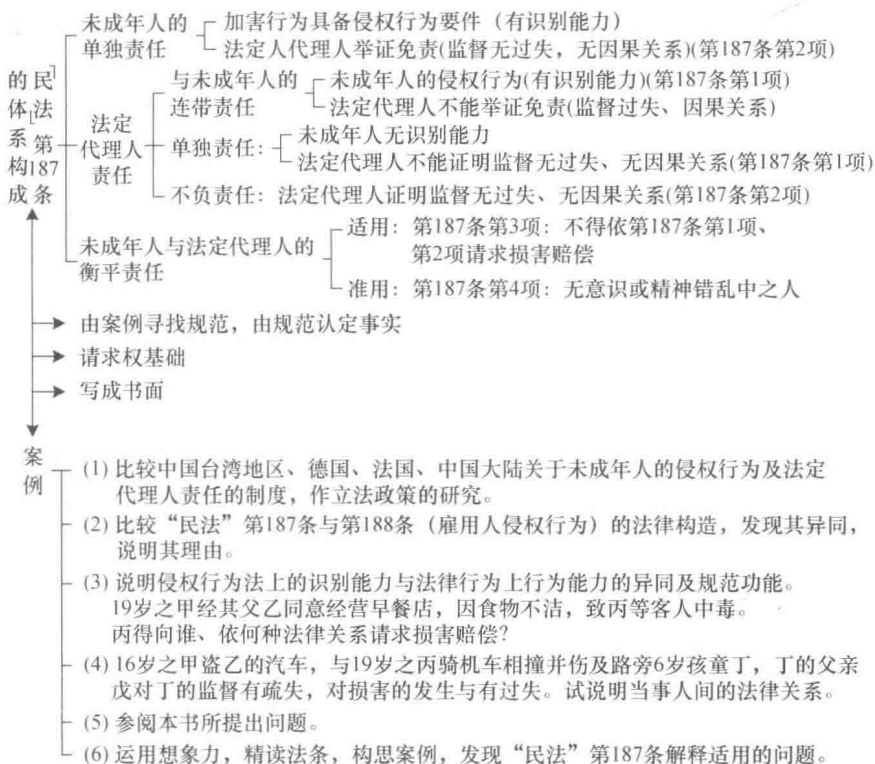 未成年人的
单独责任
加害行为具备侵权行为要件（有识别能力）
法定人代理人举证免责(监督无过失，无因果关系)(第187条第2项)
“民法”第187条
的体系构成
法定
代理人
责任
与未成年人的
连带责任
未成年人的侵权行为(有识别能力)(第187条第1项)
法定代理人不能举证免责(监督过失、因果关系)
单独责任：
未成年人无识别能力
法定代理人不能证明监督无过失、无因果关系(第187条第1项)
不负责任：法定代理人证明监督无过失、无因果关系(第187条第2项)
未成年人与法定代理人的
衡平责任
适用：第187条第3项：不得依第187条第1项、
第2项请求损害赔偿
准用：第187条第4项：无意识或精神错乱中之人
由案例寻找规范，由规范认定事实
请求权基础
写成书面
案例
(1) 比较中国台湾地区、德国、法国、中国大陆关于未成年人的侵权行为及法定
代理人责任的制度，作立法政策的研究。
(2) 比较“民法”第187条与第188条（雇用人侵权行为）的法律构造，发现其异同，
说明其理由。
(3) 说明侵权行为法上的识别能力与法律行为上行为能力的异同及规范功能。
19岁之甲经其父乙同意经营早餐店，因食物不洁，致丙等客人中毒。
丙得向谁、依何种法律关系请求损害赔偿？
(4) 16岁之甲盗乙的汽车，与19岁之丙骑机车相撞并伤及路旁6岁孩童丁，丁的父亲
戊对丁的监督有疏失，对损害的发生与有过失。试说明当事人间的法律关系。
(5) 参阅本书所提出问题。
(6) 运用想象力，精读法条，构思案例，发现“民法”第187条解释适用的问题。